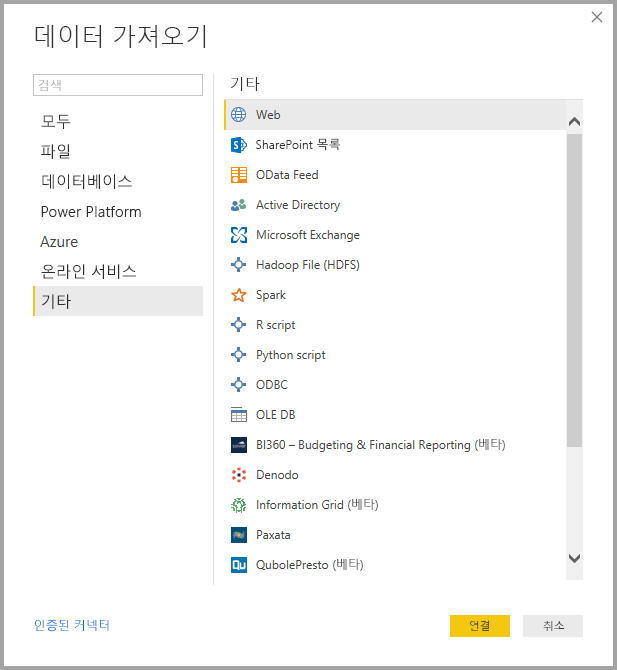 데이터 가져오기
검색
모두
파일
데이터베이스
Power Platform
Azure
온라인 서비스
기타
기타
Web
SharePoint 목록
OData Feed
Active Directory
Microsoft Exchange
Hadoop File (HDFS)
Spark
R script
Python script
ODBC
OLE DB
BI360 – Budgeting & Financial Reporting (베타)
Denodo
Information Grid (베타)
Paxata
Qu
QubolePresto (베타)
인증된 커넥터
연결
취소